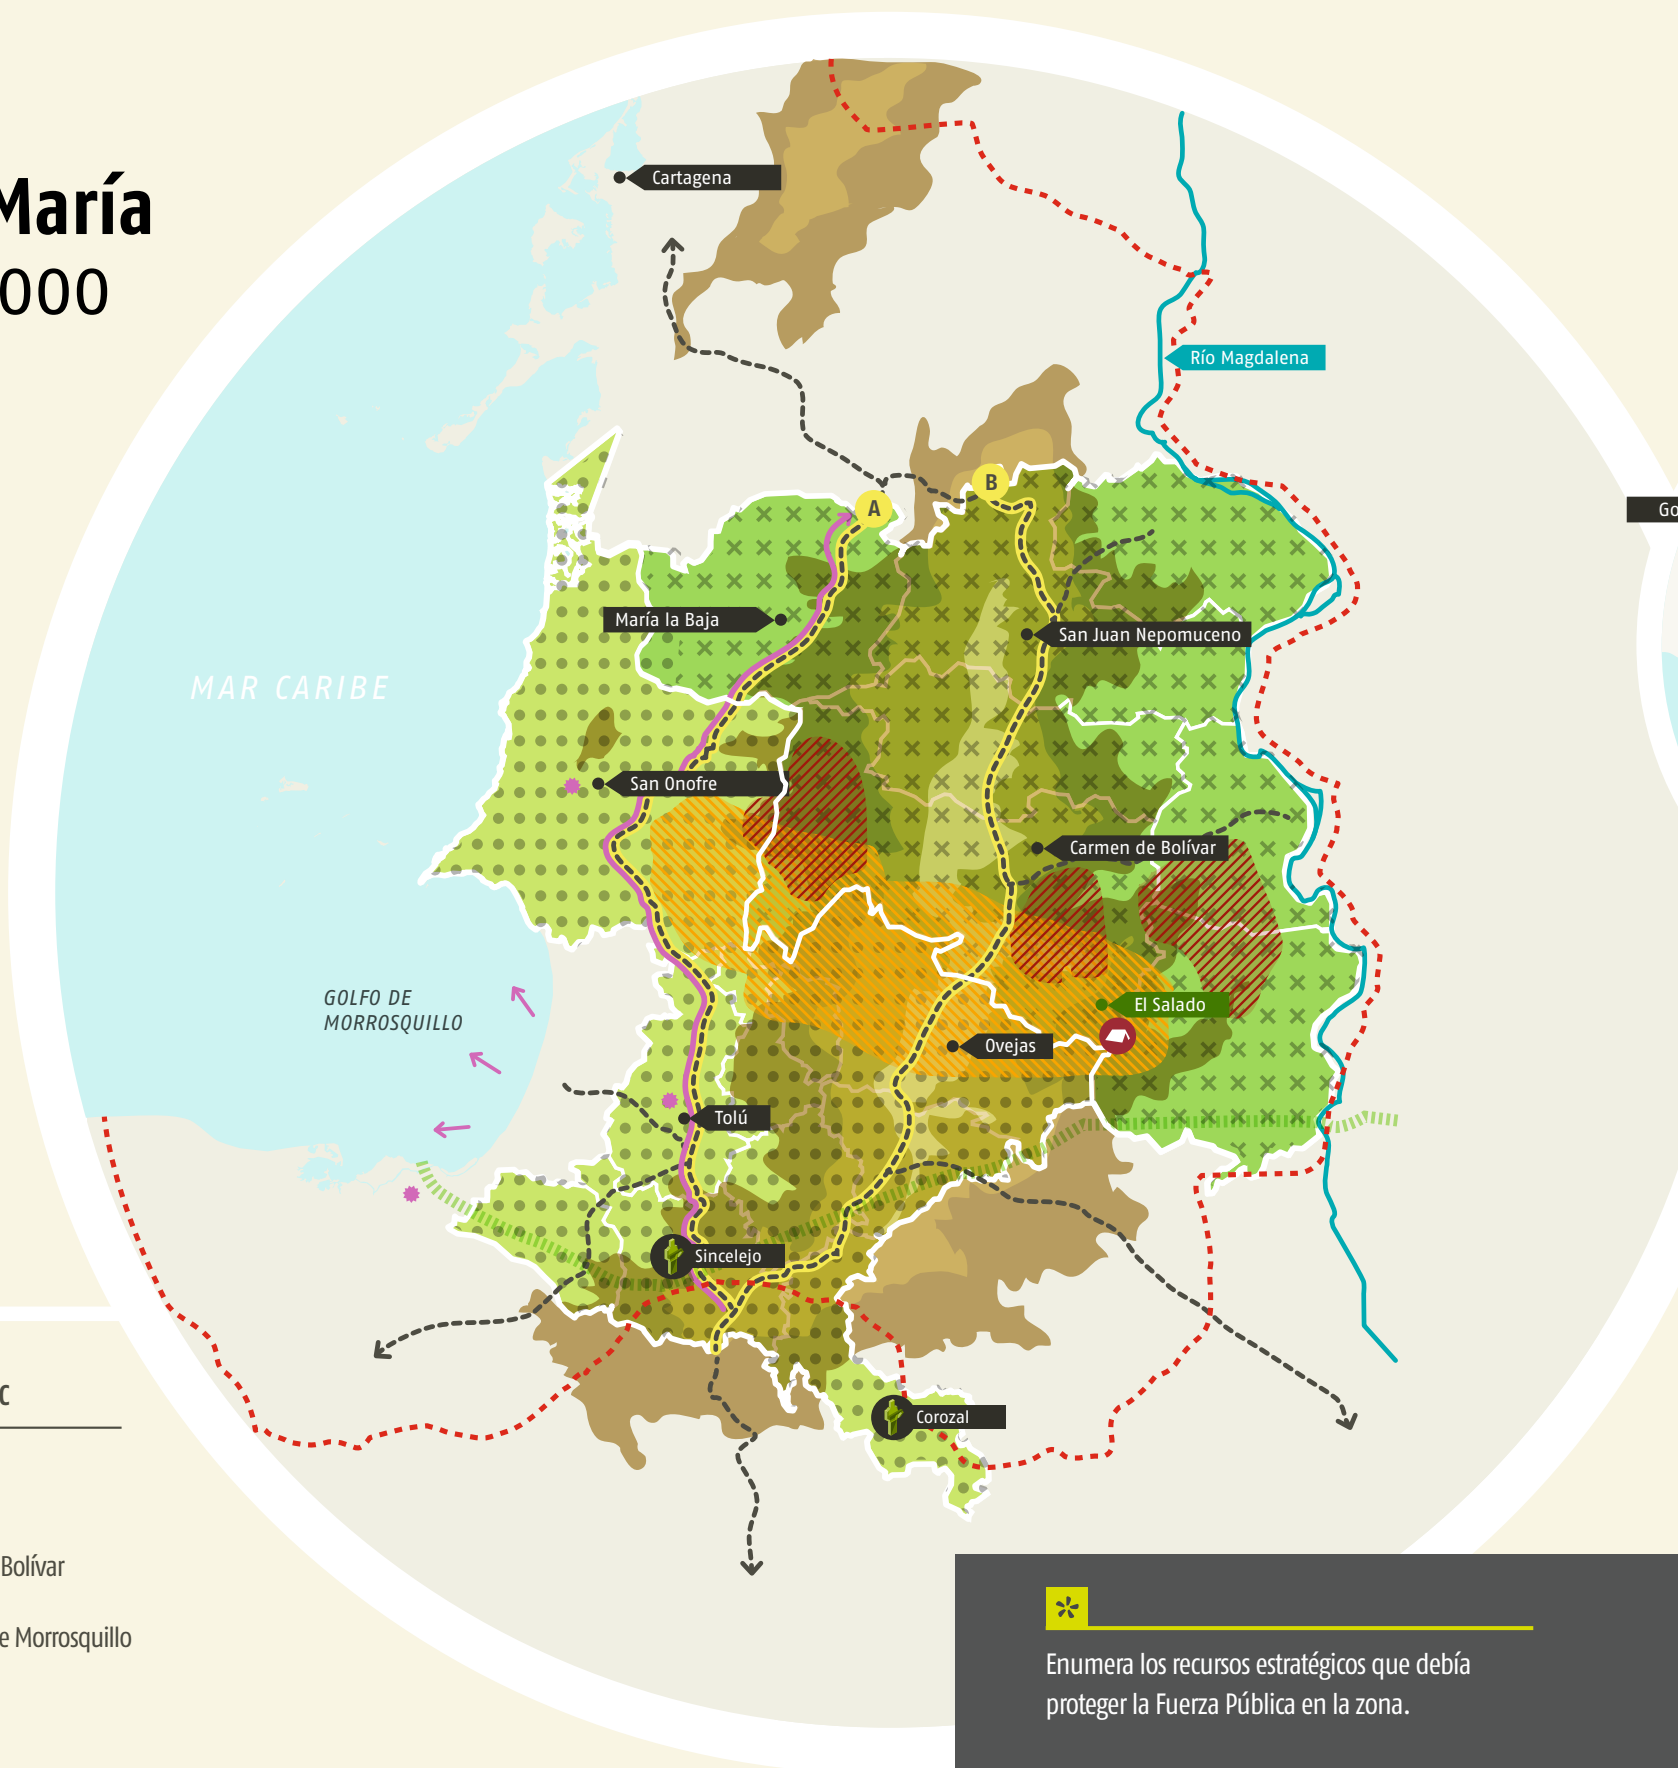 María
000
Cartagena
Río Magdalena
A
B
Go
María la Baja
San Juan Nepomuceno
MAR CARIBE
San Onofre
Carmen de Bolívar
GOLFO DE
MORROSQUILLO
El Salado
Ovejas
Tolú
Sincelejo
c
Corozal
Bolívar
e Morrosquillo
*
Enumera los recursos estratégicos que debía
proteger la Fuerza Pública en la zona.